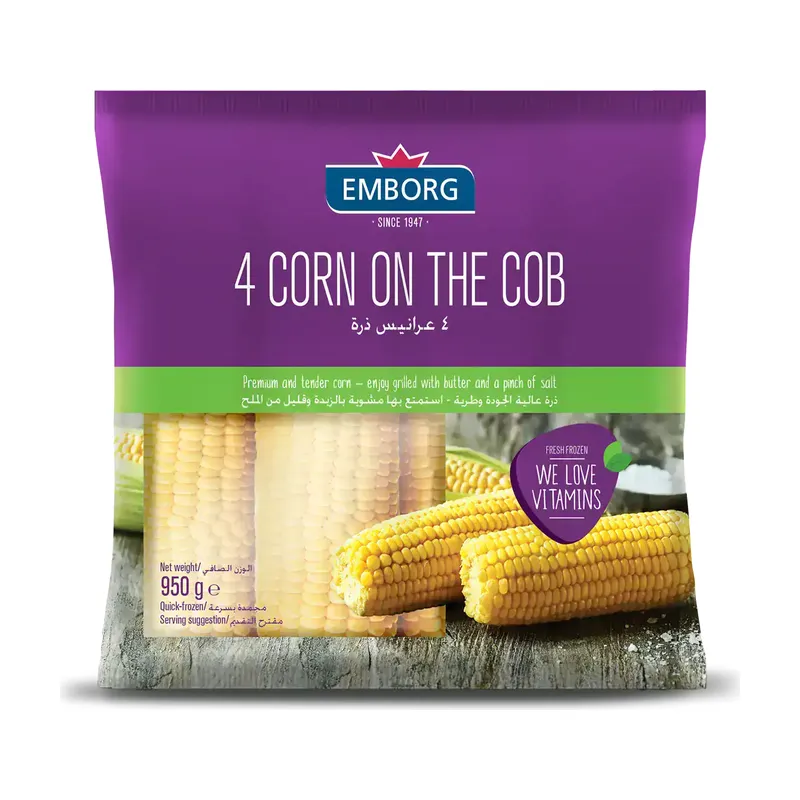 EMBORG
· SINCE 1947 ·
4 CORN ON THE COB
٤ عرانيس ذرة
Premium and tender corn – enjoy grilled with butter and a pinch of salt
ذرة عالية الجودة وطرية - استمتع بها مشوية بالزبدة وقليل من الملح
FRESH FROZEN
WE LOVE
VITAMINS
Net weight/ الوزن الصافي
950 g ℮
Quick-frozen/ مجمدة بسرعة
Serving suggestion/ مقترح التقديم